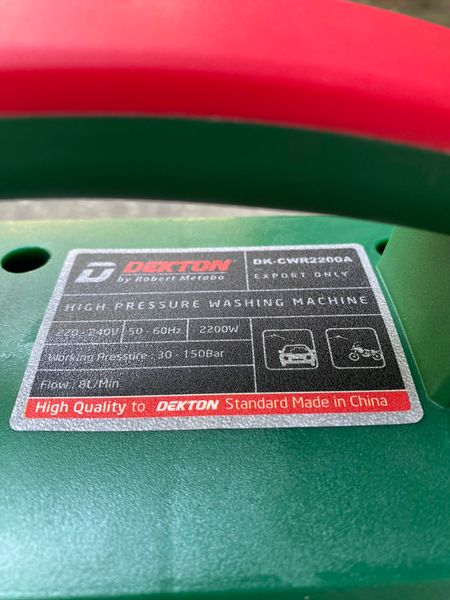 D DEKTON®
by Robert Metabo
DK-CWR2200A
EXPORT ONLY
HIGH PRESSURE WASHING MACHINE
220-240V 50-60Hz 2200W
Working Pressure : 30 - 150Bar
Flow : 8L/Min
High Quality to DEKTON Standard Made in China